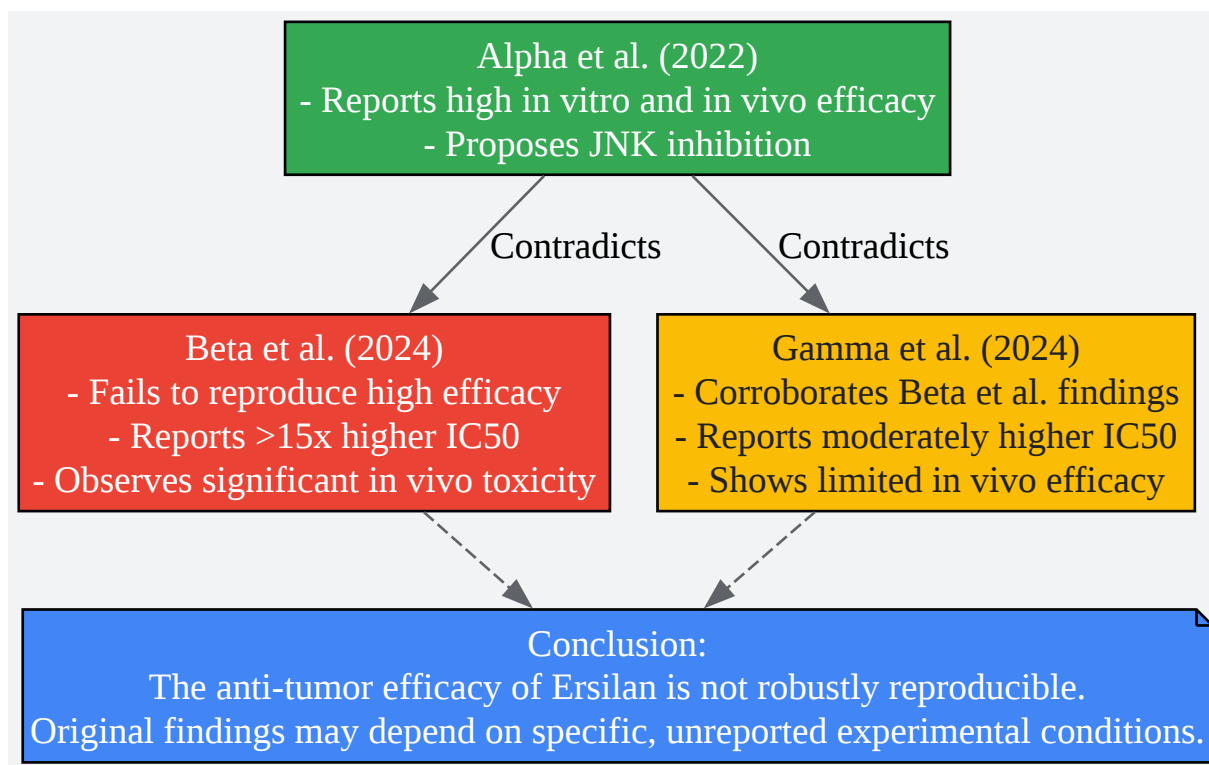 Alpha et al. (2022)
- Reports high in vitro and in vivo efficacy
- Proposes JNK inhibition
Contradicts
Contradicts
Beta et al. (2024)
- Fails to reproduce high efficacy
- Reports >15x higher IC50
- Observes significant in vivo toxicity
Gamma et al. (2024)
- Corroborates Beta et al. findings
- Reports moderately higher IC50
- Shows limited in vivo efficacy
Conclusion:
The anti-tumor efficacy of Ersilan is not robustly reproducible.
Original findings may depend on specific, unreported experimental conditions.